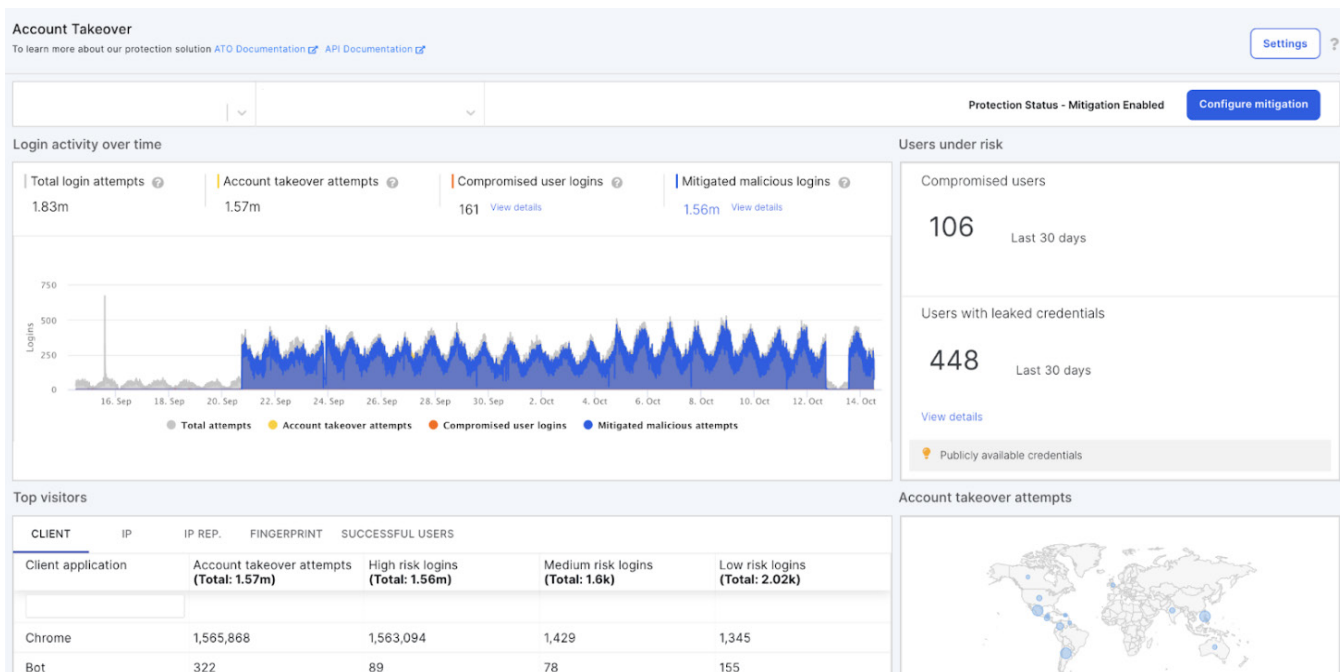 Account Takeover
To learn more about our protection solution ATO Documentation API Documentation
Settings
?
Protection Status - Mitigation Enabled
Configure mitigation
Login activity over time
Total login attempts ?
1.83m
Account takeover attempts ?
1.57m
Compromised user logins ?
161 View details
Mitigated malicious logins ?
1.56m View details
Logins
750
500
250
0
16. Sep 18. Sep 20. Sep 22. Sep 24. Sep 26. Sep 28. Sep 30. Sep 2. Oct 4. Oct 6. Oct 8. Oct 10. Oct 12. Oct 14. Oct
Total attempts Account takeover attempts Compromised user logins Mitigated malicious attempts
Users under risk
Compromised users
106 Last 30 days
Users with leaked credentials
448 Last 30 days
View details
Publicly available credentials
Top visitors
CLIENT IP IP REP. FINGERPRINT SUCCESSFUL USERS
Client application Account takeover attempts High risk logins Medium risk logins Low risk logins
(Total: 1.57m) (Total: 1.56m) (Total: 1.6k) (Total: 2.02k)
Chrome 1,565,868 1,563,094 1,429 1,345
Bot 322 89 78 155
Account takeover attempts